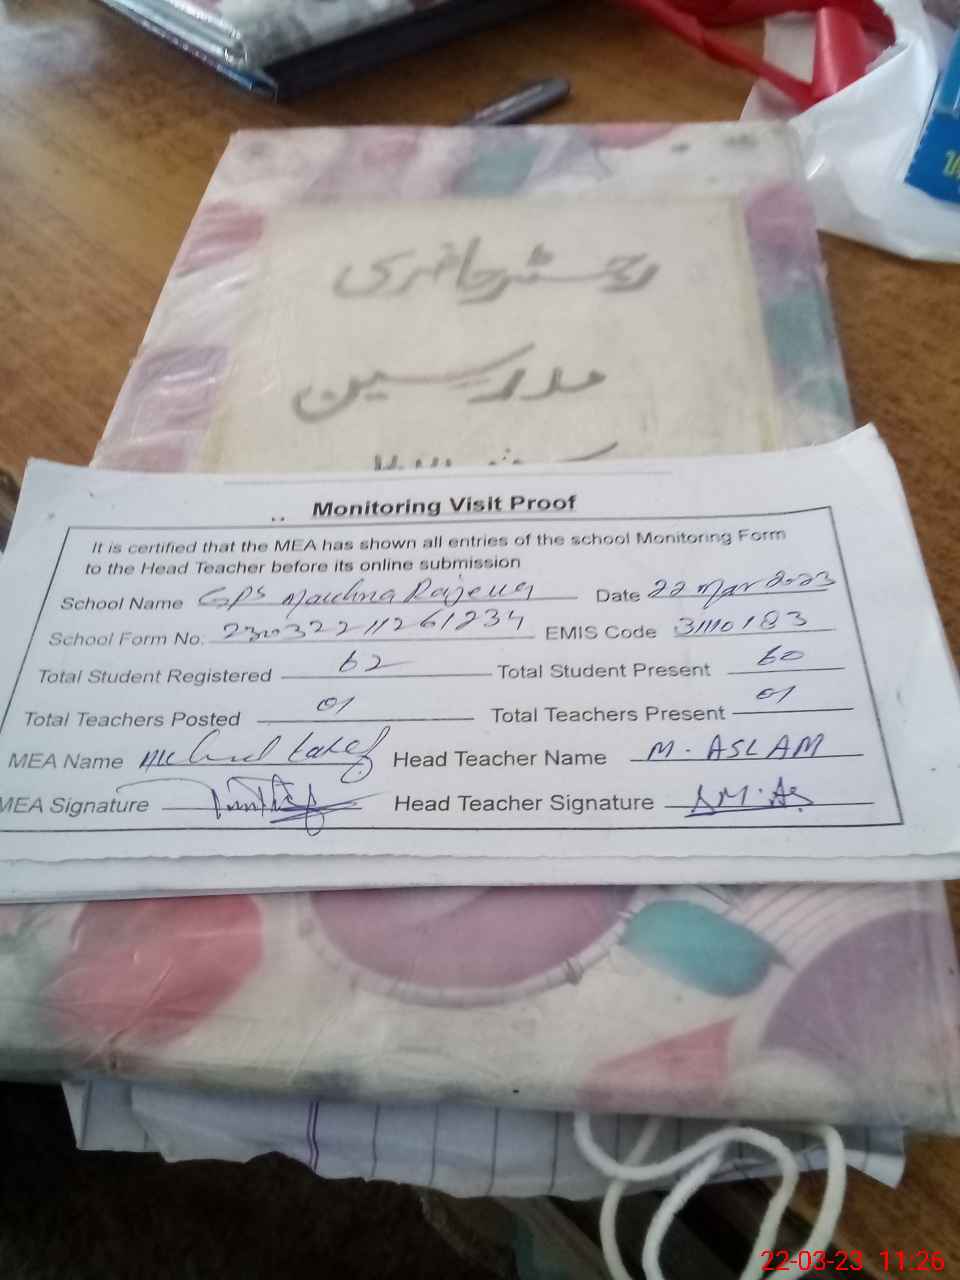 رجسٹر حاضری
مدرسین
Monitoring Visit Proof
It is certified that the MEA has shown all entries of the school Monitoring Form
to the Head Teacher before its online submission
School Name GPS Date 22 Mar 2023
School Form No. EMIS Code 31110183
Total Student Registered 62 Total Student Present 60
Total Teachers Posted 01 Total Teachers Present 01
MEA Name Head Teacher Name M. ASLAM
MEA Signature Head Teacher Signature
22-03-23 11:26